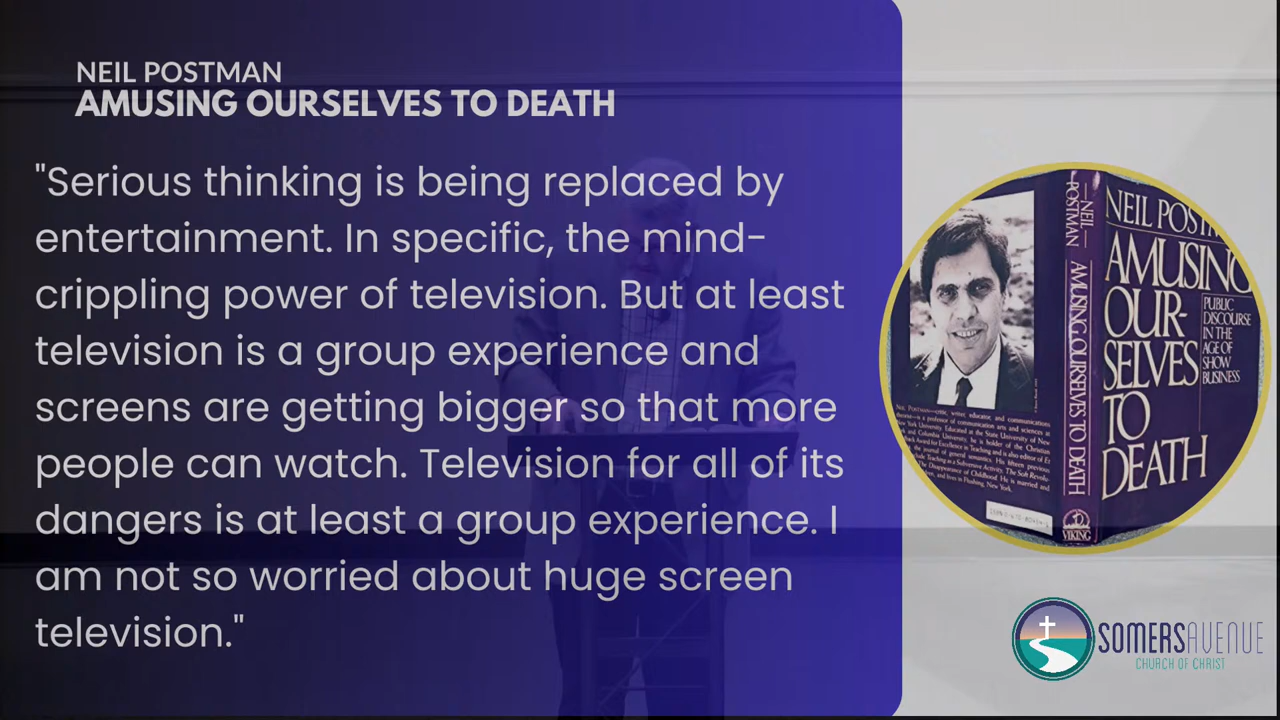 NEIL POSTMAN
AMUSING OURSELVES TO DEATH
"Serious thinking is being replaced by
entertainment. In specific, the mind-
crippling power of television. But at least
television is a group experience and
screens are getting bigger so that more
people can watch. Television for all of its
dangers is at least a group experience. I
am not so worried about huge screen
television."
—NEIL—
POSTMAN
AMUSING OURSELVES TO DEATH
VIKING
NEIL
AMUSING
OUR-
SELVES
TO
DEATH
PUBLIC
DISCOURSE
IN THE
AGE OF
SHOW
BUSINESS
SOMERSAVENUE
CHURCH OF CHRIST